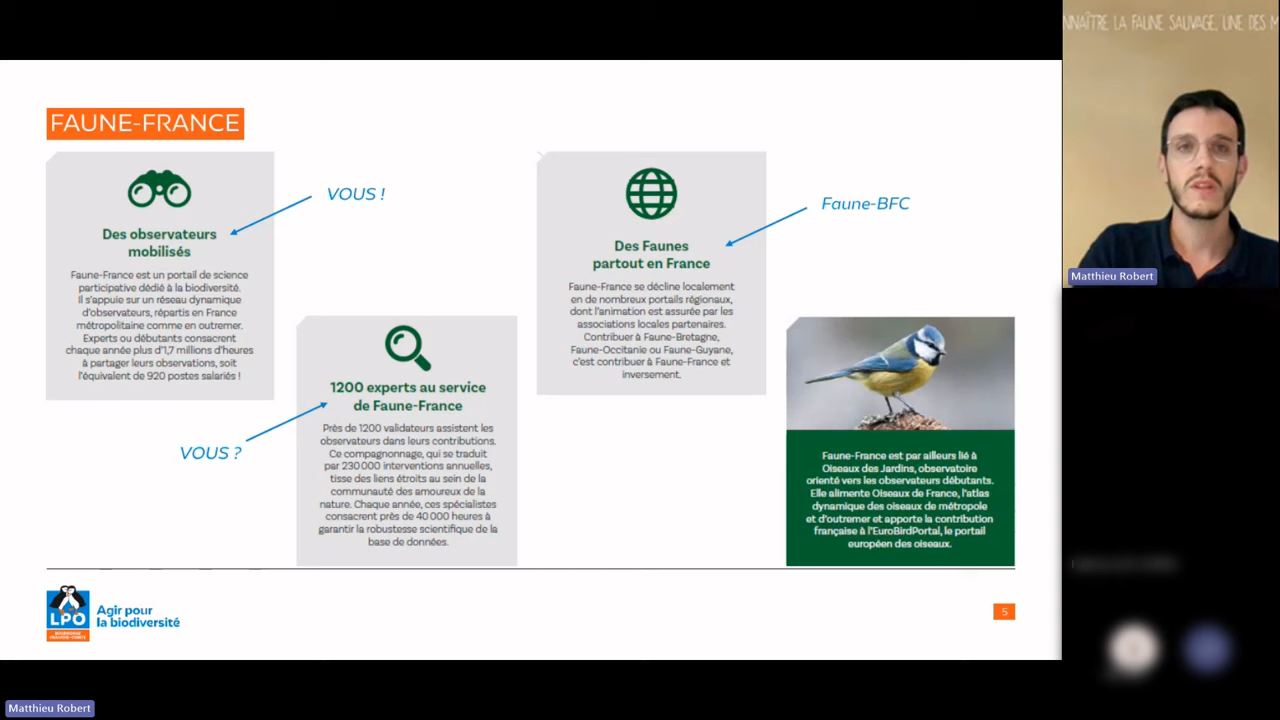 NNAÎTRE LA FAUNE SAUVAGE, UNE DES M
FAUNE-FRANCE
VOUS !
Des observateurs
mobilisés
Faune-France est un portail de science
participative dédié à la biodiversité.
Il s'appuie sur un réseau dynamique
d'observateurs, répartis en France
métropolitaine comme en outremer.
Experts ou débutants consacrent
chaque année plus d'1,7 millions d'heures
à partager leurs observations, soit
l'équivalent de 920 postes salariés !
VOUS ?
1200 experts au service
de Faune-France
Près de 1200 validateurs assistent les
observateurs dans leurs contributions.
Ce compagnonnage, qui se traduit
par 230 000 interventions annuelles,
tisse des liens étroits au sein de la
communauté des amoureux de la
nature. Chaque année, ces spécialistes
consacrent près de 40 000 heures à
garantir la robustesse scientifique de la
base de données.
Faune-BFC
Des Faunes
partout en France
Faune-France se décline localement
en de nombreux portails régionaux,
dont l'animation est assurée par les
associations locales partenaires.
Contribuer à Faune-Bretagne,
Faune-Occitanie ou Faune-Guyane,
c'est contribuer à Faune-France et
inversement.
Faune-France est par ailleurs lié à
Oiseaux des Jardins, observatoire
orienté vers les observateurs débutants.
Elle alimente Oiseaux de France, l'atlas
dynamique des oiseaux de métropole
et d'outremer et apporte la contribution
française à l'EuroBirdPortal, le portail
européen des oiseaux.
LPO
BOURGOGNE
FRANCHE-COMTÉ
Agir pour
la biodiversité
5
Matthieu Robert
Matthieu Robert